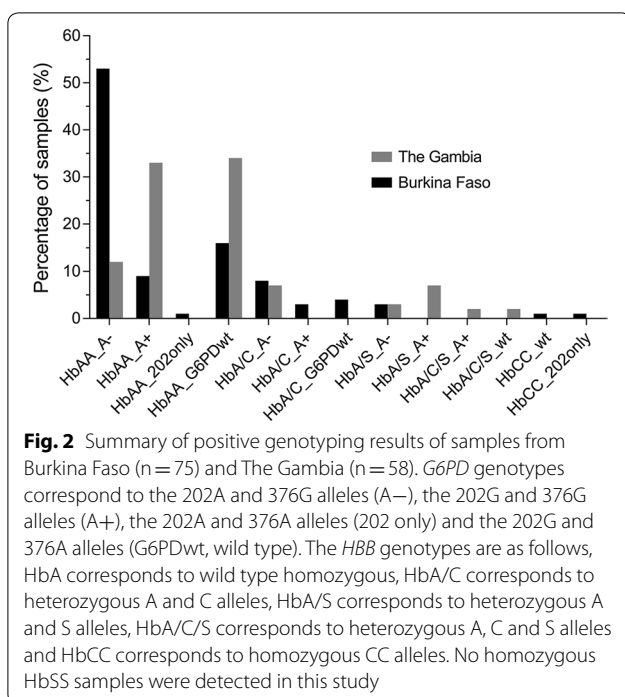 60
50
40
30
20
10
0
Percentage of samples (%)
The Gambia
Burkina Faso
HbAA_A-
HbAA_A+
HbAA_202only
HbAA_G6PDwt
HbA/C_A-
HbA/C_A+
HbA/C_G6PDwt
HbA/S_A-
HbA/S_A+
HbA/C/S_A+
HbA/C/S_wt
HbCC_wt
HbCC_202only
Fig. 2 Summary of positive genotyping results of samples from
Burkina Faso (n = 75) and The Gambia (n = 58). G6PD genotypes
correspond to the 202A and 376G alleles (A−), the 202G and 376G
alleles (A+), the 202A and 376A alleles (202 only) and the 202G and
376A alleles (G6PDwt, wild type). The HBB genotypes are as follows,
HbA corresponds to wild type homozygous, HbA/C corresponds to
heterozygous A and C alleles, HbA/S corresponds to heterozygous A
and S alleles, HbA/C/S corresponds to heterozygous A, C and S alleles
and HbCC corresponds to homozygous CC alleles. No homozygous
HbSS samples were detected in this study